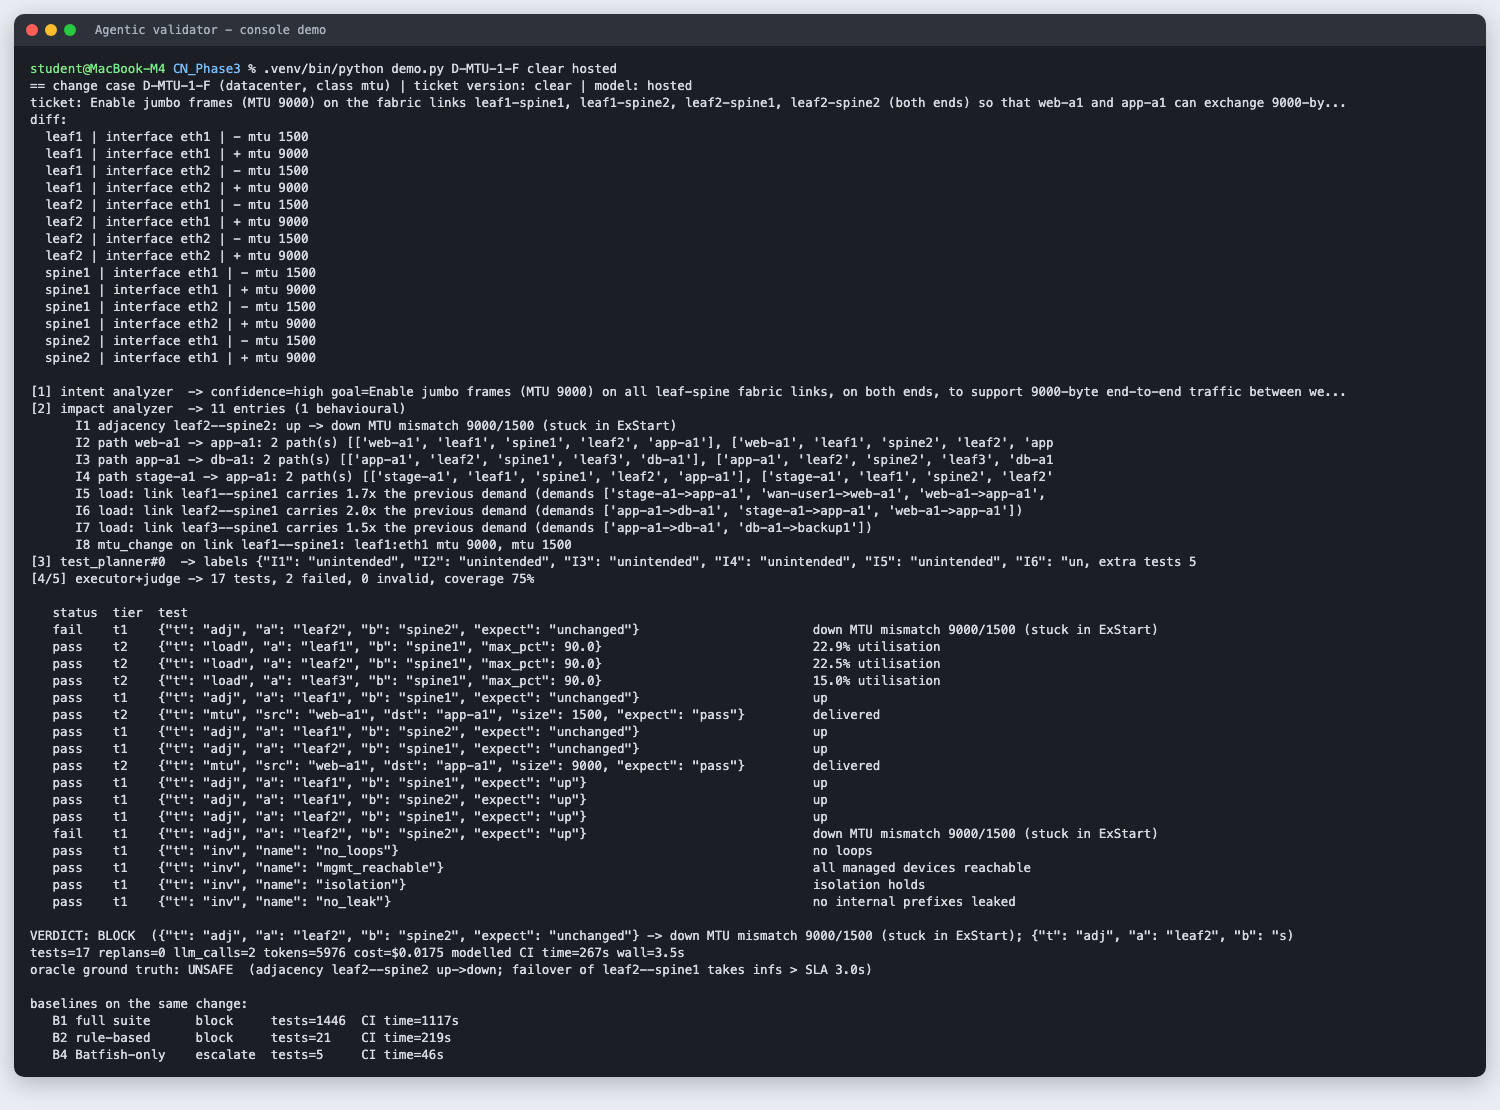 Agentic validator – console demo
student@MacBook-M4 CN_Phase3 % .venv/bin/python demo.py D-MTU-1-F clear hosted
== change case D-MTU-1-F (datacenter, class mtu) | ticket version: clear | model: hosted
ticket: Enable jumbo frames (MTU 9000) on the fabric links leaf1-spine1, leaf1-spine2, leaf2-spine1, leaf2-spine2 (both ends) so that web-a1 and app-a1 can exchange 9000-by...
diff:
leaf1 | interface eth1 | - mtu 1500
leaf1 | interface eth1 | + mtu 9000
leaf1 | interface eth2 | - mtu 1500
leaf1 | interface eth2 | + mtu 9000
leaf2 | interface eth1 | - mtu 1500
leaf2 | interface eth1 | + mtu 9000
leaf2 | interface eth2 | - mtu 1500
leaf2 | interface eth2 | + mtu 9000
spine1 | interface eth1 | - mtu 1500
spine1 | interface eth1 | + mtu 9000
spine1 | interface eth2 | - mtu 1500
spine1 | interface eth2 | + mtu 9000
spine2 | interface eth1 | - mtu 1500
spine2 | interface eth1 | + mtu 9000
[1] intent analyzer -> confidence=high goal=Enable jumbo frames (MTU 9000) on all leaf-spine fabric links, on both ends, to support 9000-byte end-to-end traffic between we...
[2] impact analyzer -> 11 entries (1 behavioural)
I1 adjacency leaf2--spine2: up -> down MTU mismatch 9000/1500 (stuck in ExStart)
I2 path web-a1 -> app-a1: 2 path(s) [['web-a1', 'leaf1', 'spine1', 'leaf2', 'app-a1'], ['web-a1', 'leaf1', 'spine2', 'leaf2', 'app
I3 path app-a1 -> db-a1: 2 path(s) [['app-a1', 'leaf2', 'spine1', 'leaf3', 'db-a1'], ['app-a1', 'leaf2', 'spine2', 'leaf3', 'db-a1
I4 path stage-a1 -> app-a1: 2 path(s) [['stage-a1', 'leaf1', 'spine1', 'leaf2', 'app-a1'], ['stage-a1', 'leaf1', 'spine2', 'leaf2'
I5 load: link leaf1--spine1 carries 1.7x the previous demand (demands ['stage-a1->app-a1', 'wan-user1->web-a1', 'web-a1->app-a1',
I6 load: link leaf2--spine1 carries 2.0x the previous demand (demands ['app-a1->db-a1', 'stage-a1->app-a1', 'web-a1->app-a1'])
I7 load: link leaf3--spine1 carries 1.5x the previous demand (demands ['app-a1->db-a1', 'db-a1->backup1'])
I8 mtu_change on link leaf1--spine1: leaf1:eth1 mtu 9000, mtu 1500
[3] test_planner#0 -> labels {"I1": "unintended", "I2": "unintended", "I3": "unintended", "I4": "unintended", "I5": "unintended", "I6": "un, extra tests 5
[4/5] executor+judge -> 17 tests, 2 failed, 0 invalid, coverage 75%
status tier test
fail t1 {"t": "adj", "a": "leaf2", "b": "spine2", "expect": "unchanged"} down MTU mismatch 9000/1500 (stuck in ExStart)
pass t2 {"t": "load", "a": "leaf1", "b": "spine1", "max_pct": 90.0} 22.9% utilisation
pass t2 {"t": "load", "a": "leaf2", "b": "spine1", "max_pct": 90.0} 22.5% utilisation
pass t2 {"t": "load", "a": "leaf3", "b": "spine1", "max_pct": 90.0} 15.0% utilisation
pass t1 {"t": "adj", "a": "leaf1", "b": "spine1", "expect": "unchanged"} up
pass t2 {"t": "mtu", "src": "web-a1", "dst": "app-a1", "size": 1500, "expect": "pass"} delivered
pass t1 {"t": "adj", "a": "leaf1", "b": "spine2", "expect": "unchanged"} up
pass t1 {"t": "adj", "a": "leaf2", "b": "spine1", "expect": "unchanged"} up
pass t2 {"t": "mtu", "src": "web-a1", "dst": "app-a1", "size": 9000, "expect": "pass"} delivered
pass t1 {"t": "adj", "a": "leaf1", "b": "spine1", "expect": "up"} up
pass t1 {"t": "adj", "a": "leaf1", "b": "spine2", "expect": "up"} up
pass t1 {"t": "adj", "a": "leaf2", "b": "spine1", "expect": "up"} up
fail t1 {"t": "adj", "a": "leaf2", "b": "spine2", "expect": "up"} down MTU mismatch 9000/1500 (stuck in ExStart)
pass t1 {"t": "inv", "name": "no_loops"} no loops
pass t1 {"t": "inv", "name": "mgmt_reachable"} all managed devices reachable
pass t1 {"t": "inv", "name": "isolation"} isolation holds
pass t1 {"t": "inv", "name": "no_leak"} no internal prefixes leaked
VERDICT: BLOCK ({"t": "adj", "a": "leaf2", "b": "spine2", "expect": "unchanged"} -> down MTU mismatch 9000/1500 (stuck in ExStart); {"t": "adj", "a": "leaf2", "b": "s)
tests=17 replans=0 llm_calls=2 tokens=5976 cost=$0.0175 modelled CI time=267s wall=3.5s
oracle ground truth: UNSAFE (adjacency leaf2--spine2 up->down; failover of leaf2--spine1 takes infs > SLA 3.0s)
baselines on the same change:
B1 full suite block tests=1446 CI time=1117s
B2 rule-based block tests=21 CI time=219s
B4 Batfish-only escalate tests=5 CI time=46s